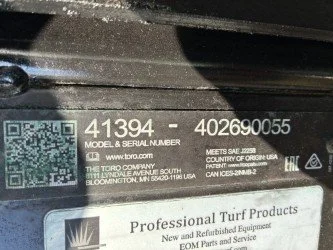 41394 - 402690055
MODEL & SERIAL NUMBER
www.toro.com
THE TORO COMPANY
8111 LYNDALE AVENUE SOUTH
BLOOMINGTON, MN 55420-1196 USA
MEETS SAE J2258
COUNTRY OF ORIGIN: USA
PATENT: www.ttcopats.com
CAN ICES-2/NMB-2
EAC
Professional Turf Products
New and Refurbished Equipment
EOM Parts and Service